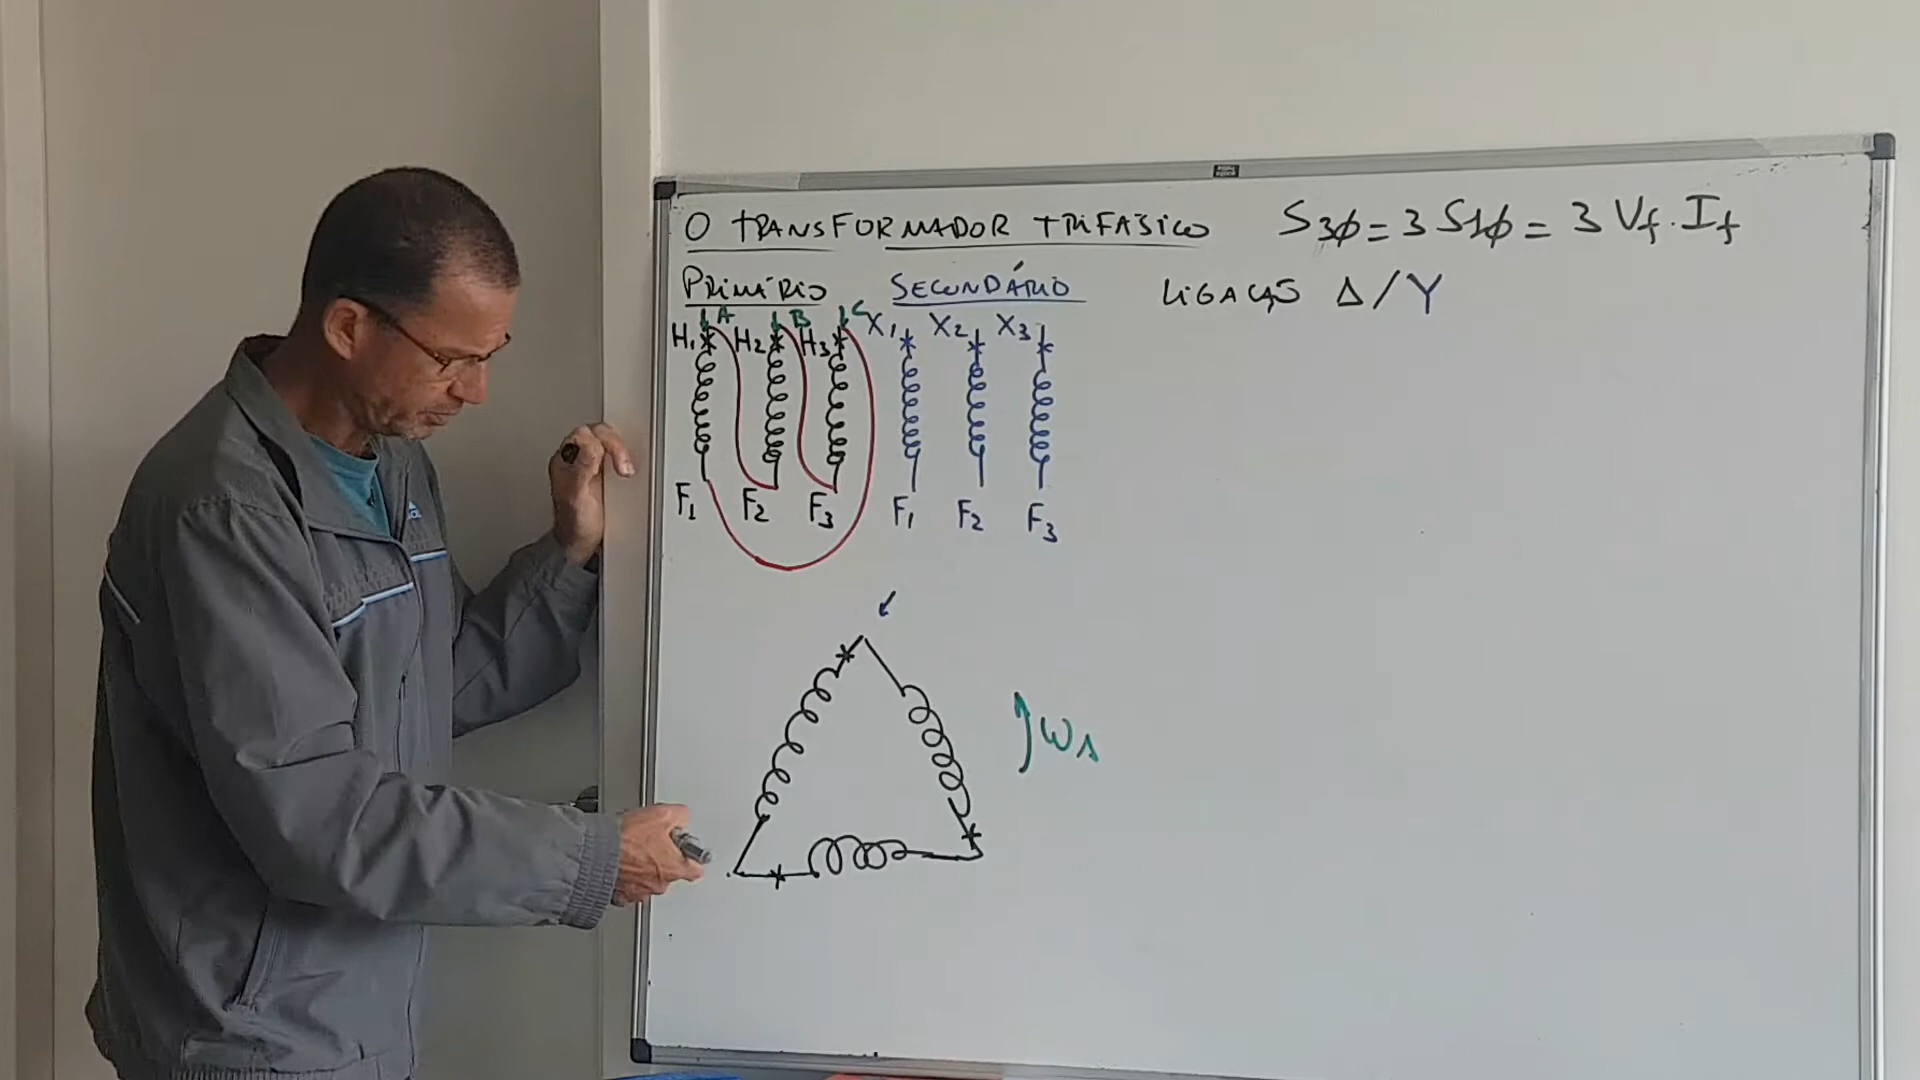 O TRANSFORMADOR TRIFÁSICO
S3ϕ = 3 S1ϕ = 3 Vf . If
PRIMÁRIO SECUNDÁRIO LIGAÇÃO Δ/Y
A B C
H1 H2 H3 X1 X2 X3
F1 F2 F3 F1 F2 F3
ωs